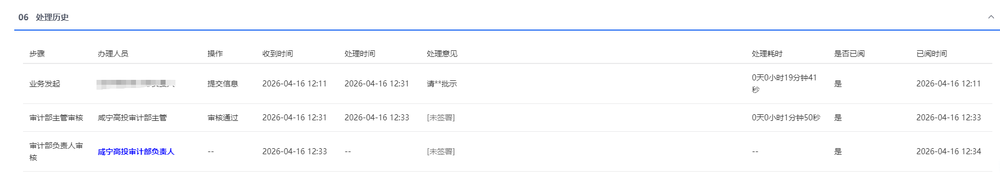 06 处理历史
步骤 办理人员 操作 收到时间 处理时间 处理意见 处理耗时 是否已阅 已阅时间
业务发起 提交信息 2026-04-16 12:11 2026-04-16 12:31 请**批示 0天0小时19分钟41
秒 是 2026-04-16 12:11
审计部主管审核 咸宁高投审计部主管 审核通过 2026-04-16 12:31 2026-04-16 12:33 [未签署] 0天0小时1分钟50秒 是 2026-04-16 12:33
审计部负责人审
核 咸宁高投审计部负责人 -- 2026-04-16 12:33 -- [未签署] -- 是 2026-04-16 12:34